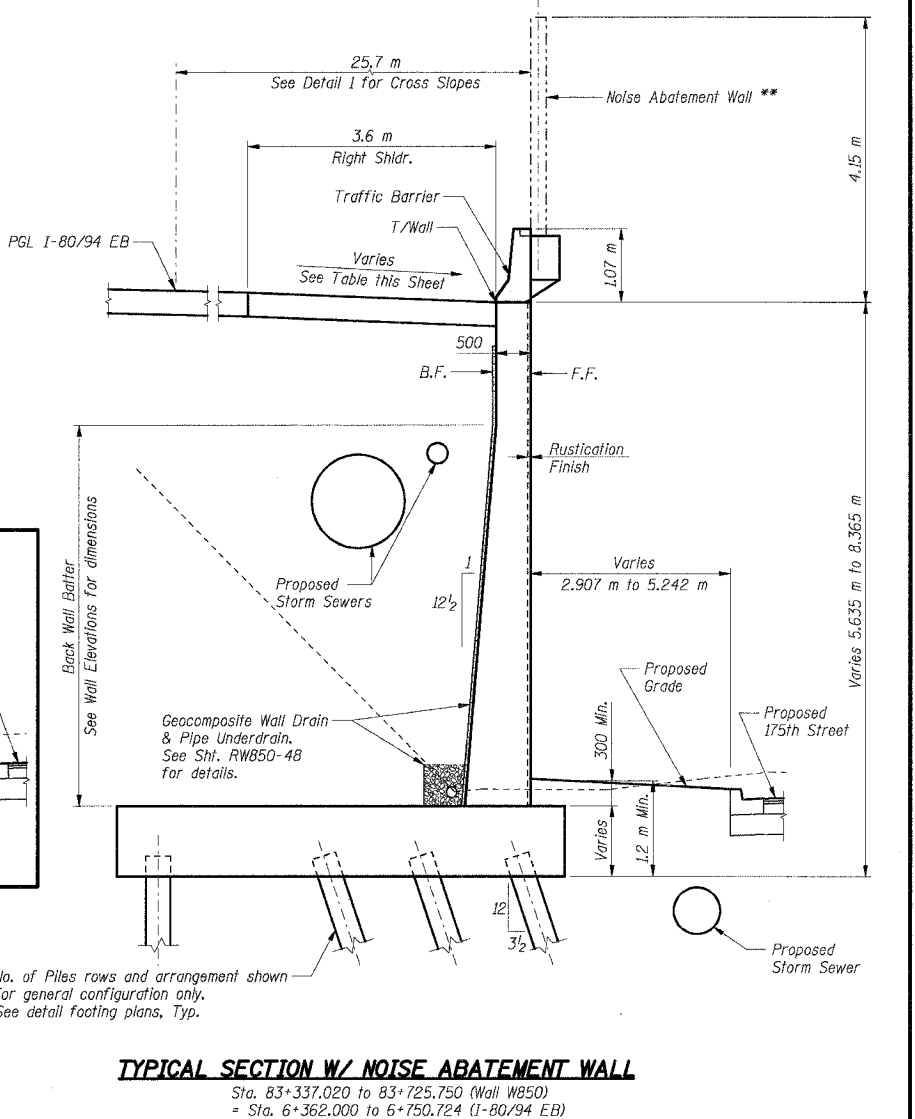 25.7 m
See Detail 1 for Cross Slopes
Noise Abatement Wall **
3.6 m
Right Shldr.
4.15 m
Traffic Barrier
T/Wall
PGL I-80/94 EB
Varies
See Table this Sheet
1.07 m
500
B.F.
F.F.
Rustication
Finish
Back Wall Batter
See Wall Elevations for dimensions
Proposed
Storm Sewers
1
12½
Varies
2.907 m to 5.242 m
Varies 5.635 m to 8.365 m
Proposed
Grade
Proposed
175th Street
Geocomposite Wall Drain
& Pipe Underdrain.
See Sht. RW850-48
for details.
300 Min.
Varies
1.2 m Min.
12
3½
Proposed
Storm Sewer
of Piles rows and arrangement shown
for general configuration only.
See detail footing plans, Typ.
TYPICAL SECTION W/ NOISE ABATEMENT WALL
Sta. 83+337.020 to 83+725.750 (Wall W850)
= Sta. 6+362.000 to 6+750.724 (I-80/94 EB)